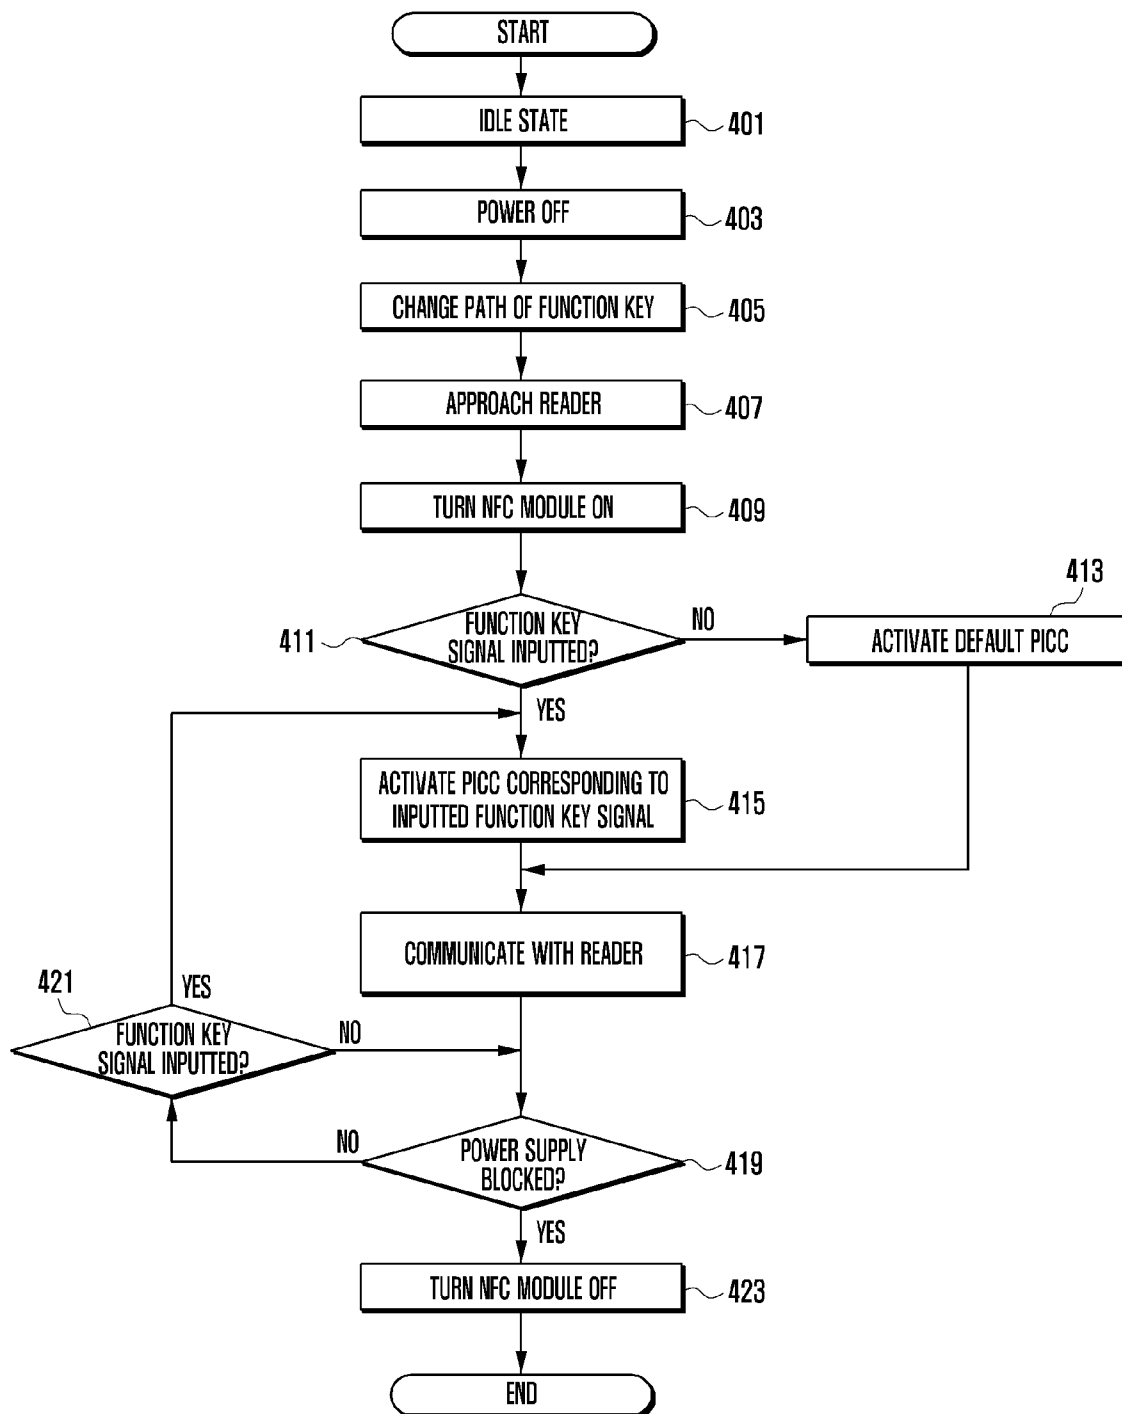 START
IDLE STATE
401
POWER OFF
403
CHANGE PATH OF FUNCTION KEY
405
APPROACH READER
407
TURN NFC MODULE ON
409
413
FUNCTION KEY
SIGNAL INPUTTED?
411
NO
ACTIVATE DEFAULT PICC
YES
ACTIVATE PICC CORRESPONDING TO
INPUTTED FUNCTION KEY SIGNAL
415
COMMUNICATE WITH READER
417
421
YES
FUNCTION KEY
SIGNAL INPUTTED?
NO
NO
POWER SUPPLY
BLOCKED?
419
YES
TURN NFC MODULE OFF
423
END